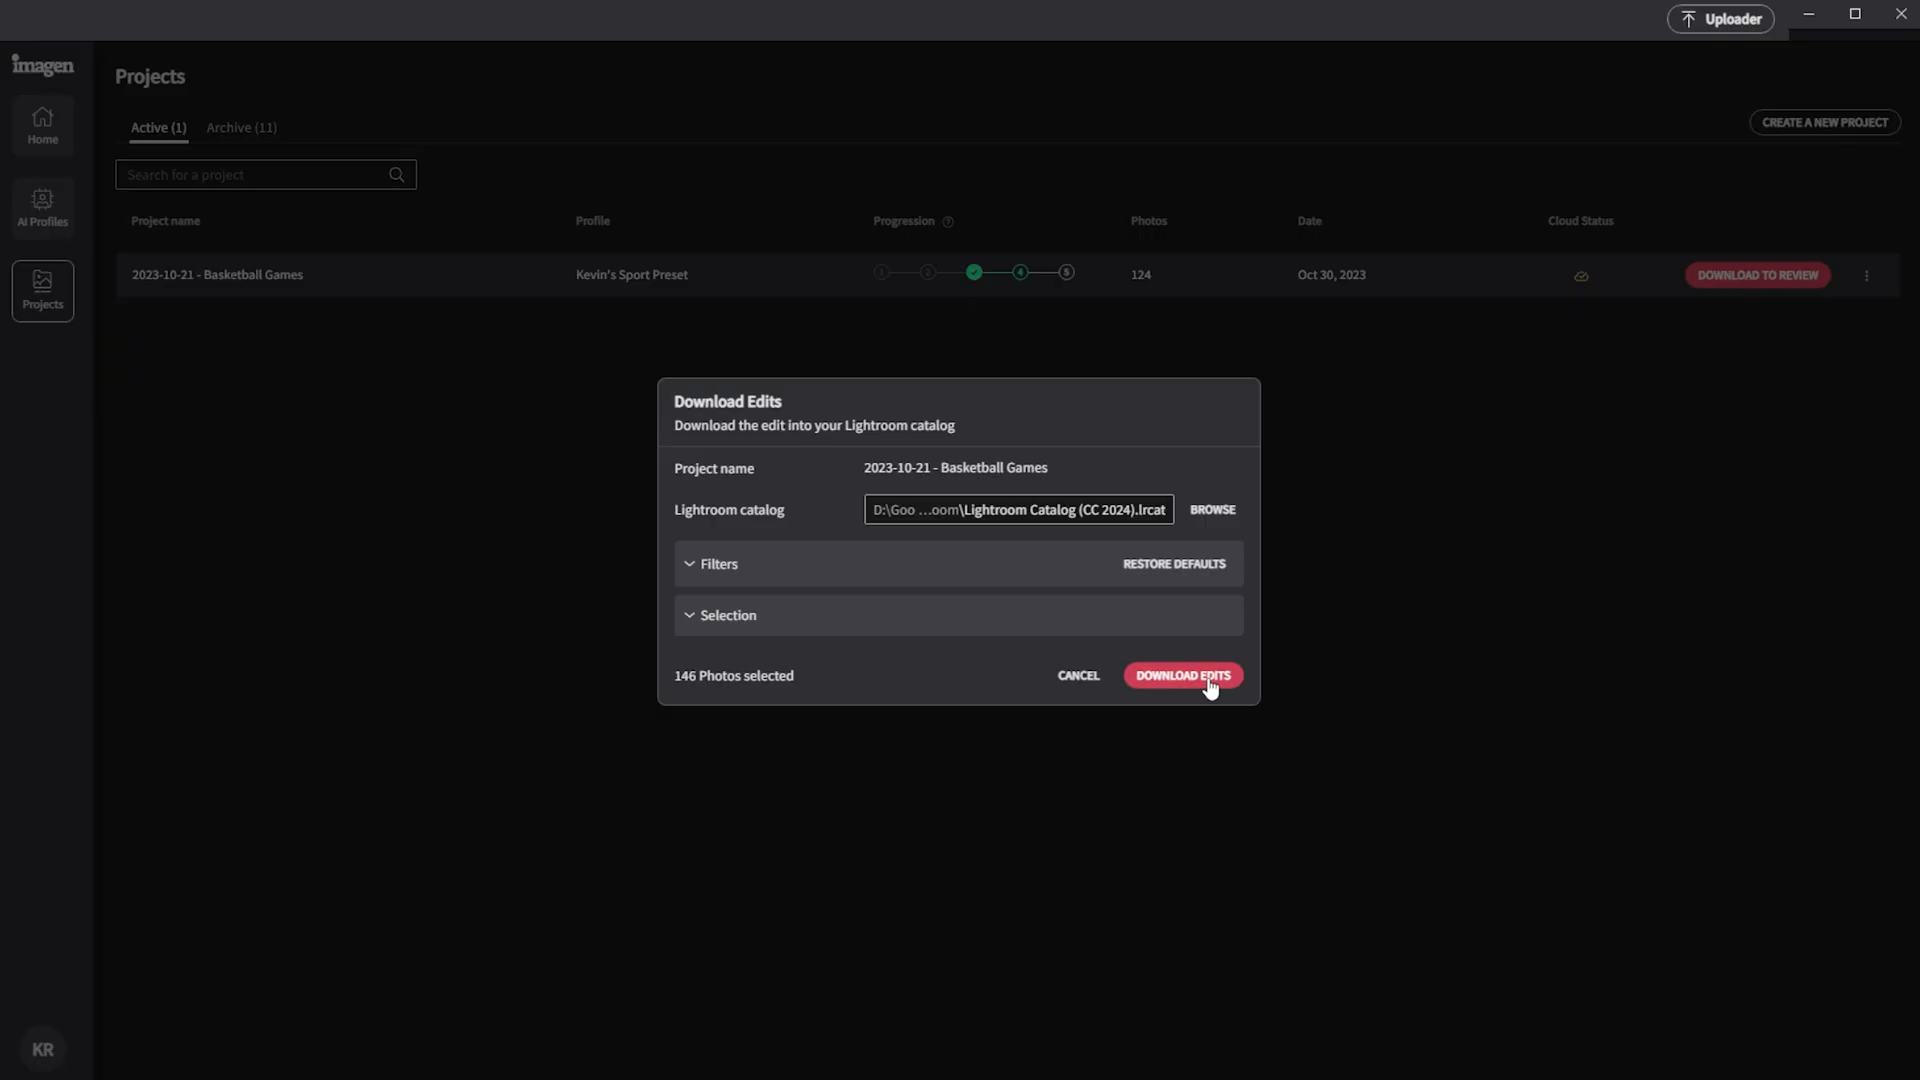 Uploader
imagen
Projects
Home
Active (1) Archive (11)
CREATE A NEW PROJECT
Search for a project
AI Profiles
Project name Profile Progression ? Photos Date Cloud Status
2023-10-21 - Basketball Games Kevin's Sport Preset 1 2 4 5 124 Oct 30, 2023 DOWNLOAD TO REVIEW
Projects
Download Edits
Download the edit into your Lightroom catalog
Project name 2023-10-21 - Basketball Games
Lightroom catalog D:\Goo ...oom\Lightroom Catalog (CC 2024).lrcat BROWSE
Filters RESTORE DEFAULTS
Selection
146 Photos selected CANCEL DOWNLOAD EDITS
KR